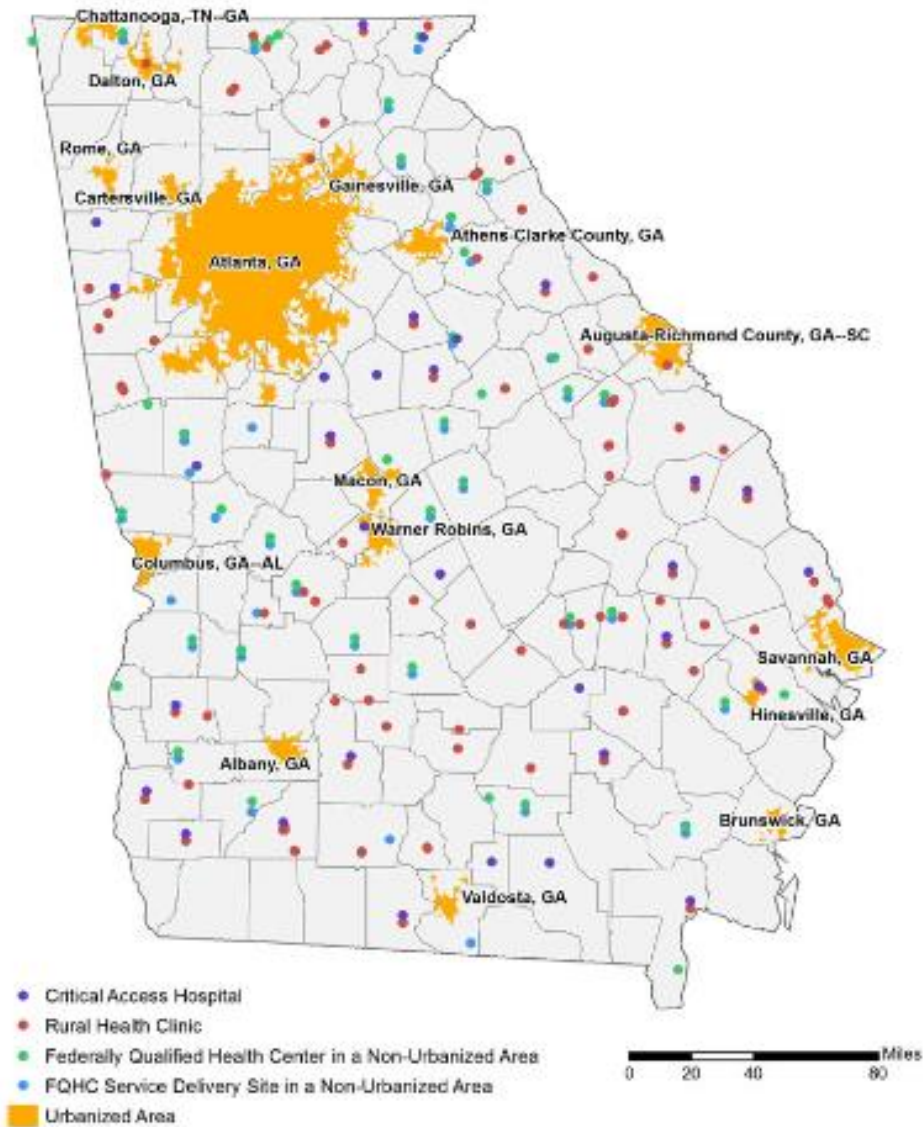 Chattanooga, TN--GA
Dalton, GA
Rome, GA
Gainesville, GA
Cartersville, GA
Athens-Clarke County, GA
Atlanta, GA
Augusta-Richmond County, GA--SC
Macon, GA
Warner Robins, GA
Columbus, GA--AL
Savannah, GA
Hinesville, GA
Albany, GA
Brunswick, GA
Valdosta, GA
Critical Access Hospital
Rural Health Clinic
Federally Qualified Health Center in a Non-Urbanized Area
FQHC Service Delivery Site in a Non-Urbanized Area
Urbanized Area
Miles
0 20 40 80